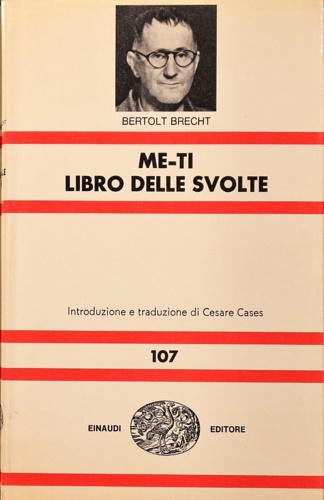 BERTOLT BRECHT
ME-TI
LIBRO DELLE SVOLTE
Introduzione e traduzione di Cesare Cases
107
EINAUDI EDITORE